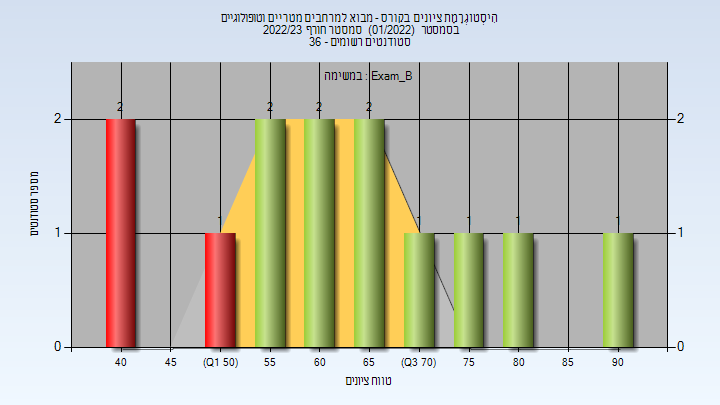 היסטוגרמת ציונים בקורס - מבוא למרחבים מטריים וטופולוגיים
בסמסטר (01/2022) סמסטר חורף 2022/23
סטודנטים רשומים - 36
במשימה : Exam_B
מספר סטודנטים
2 2
1 1
0 0
2 1 2 2 2 1 1 1 1
40 45 (Q1 50) 55 60 65 (Q3 70) 75 80 85 90
טווח ציונים